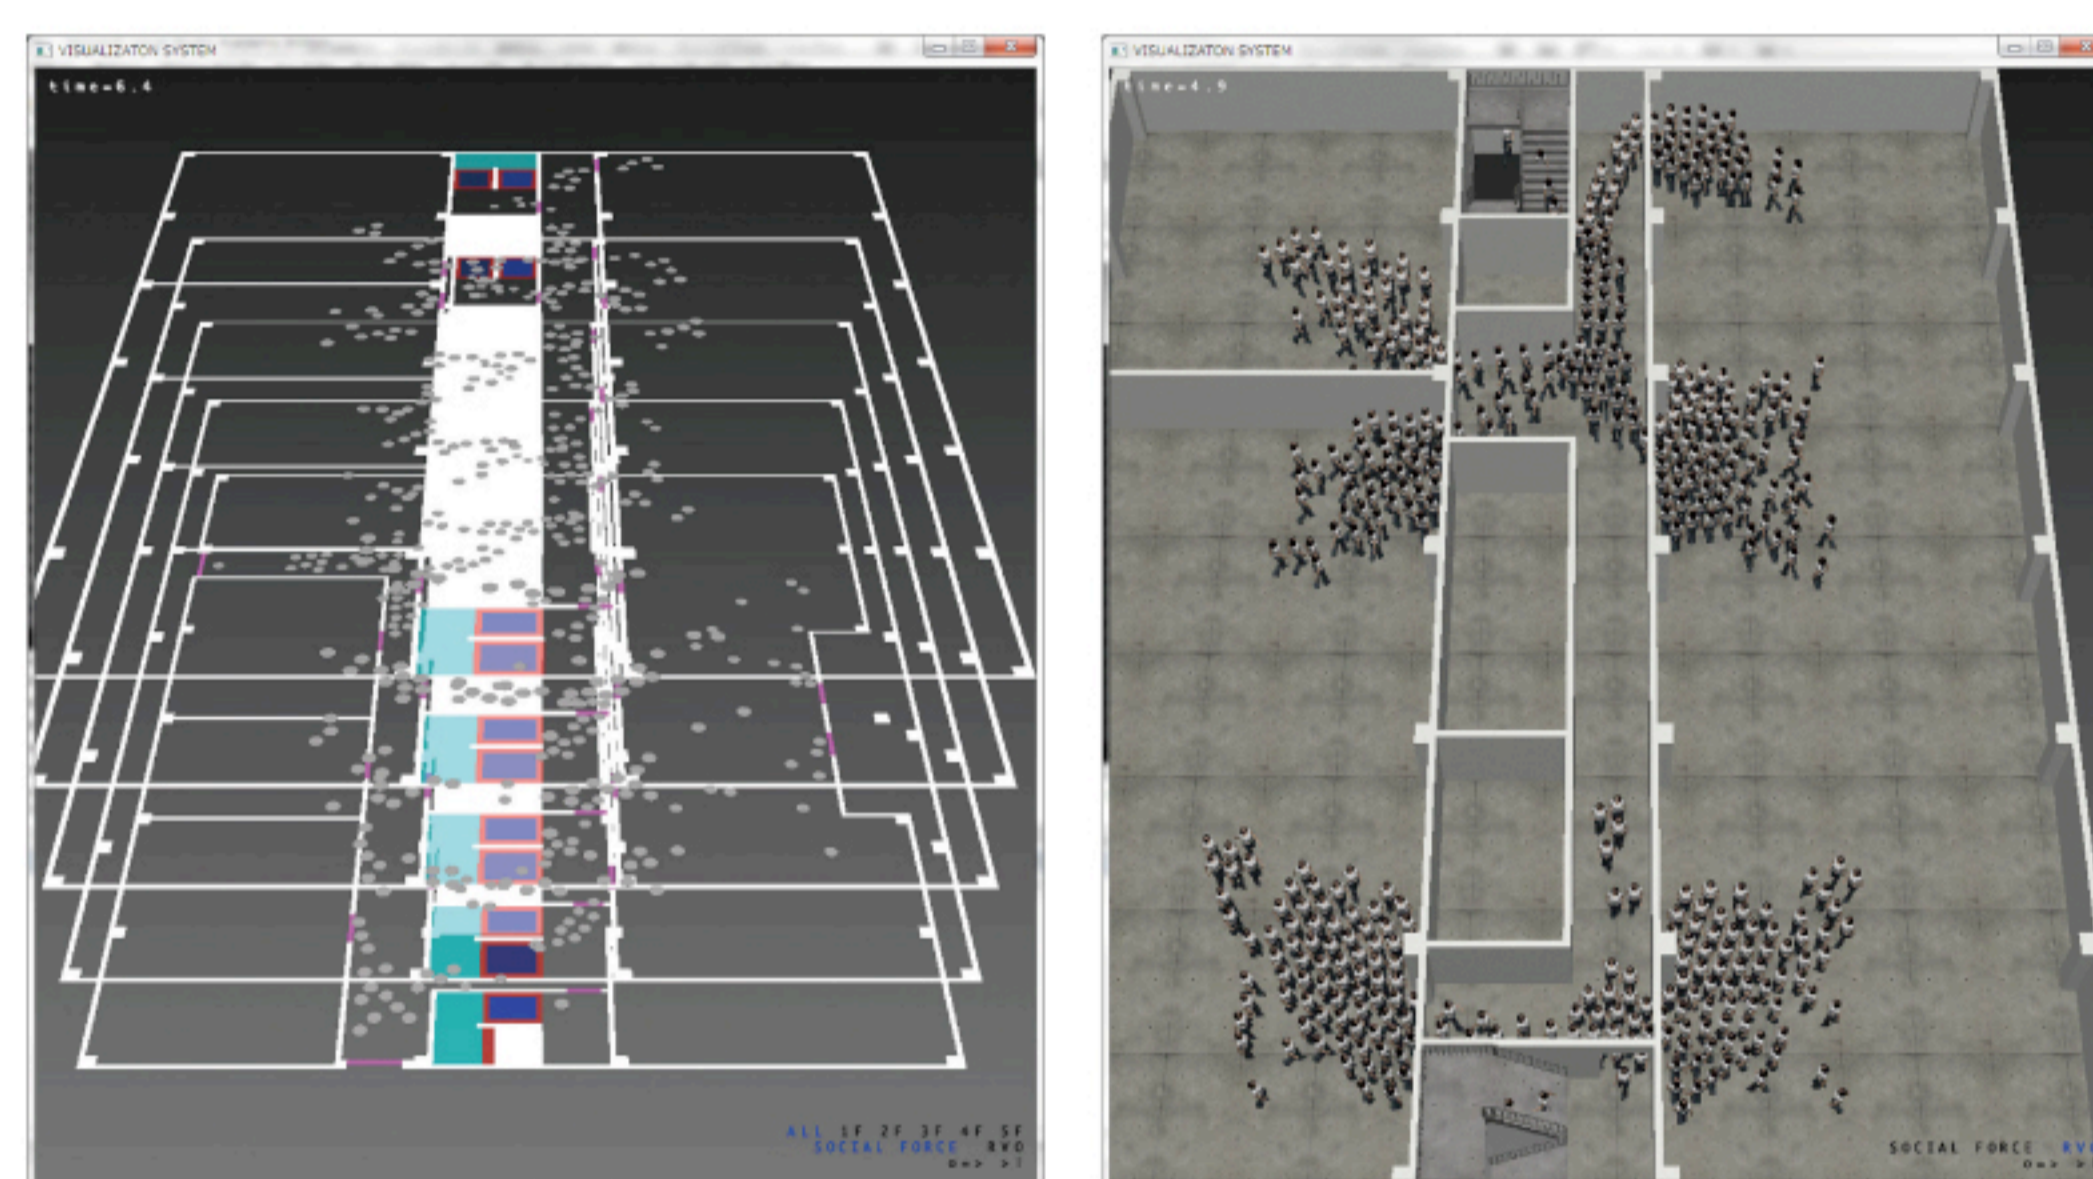 VISUALIZATON SYSTEM
time=6.4
ALL 1F 2F 3F 4F 5F
SOCIAL FORCE RVO
VISUALIZATON SYSTEM
time=4.9
SOCIAL FORCE RVO